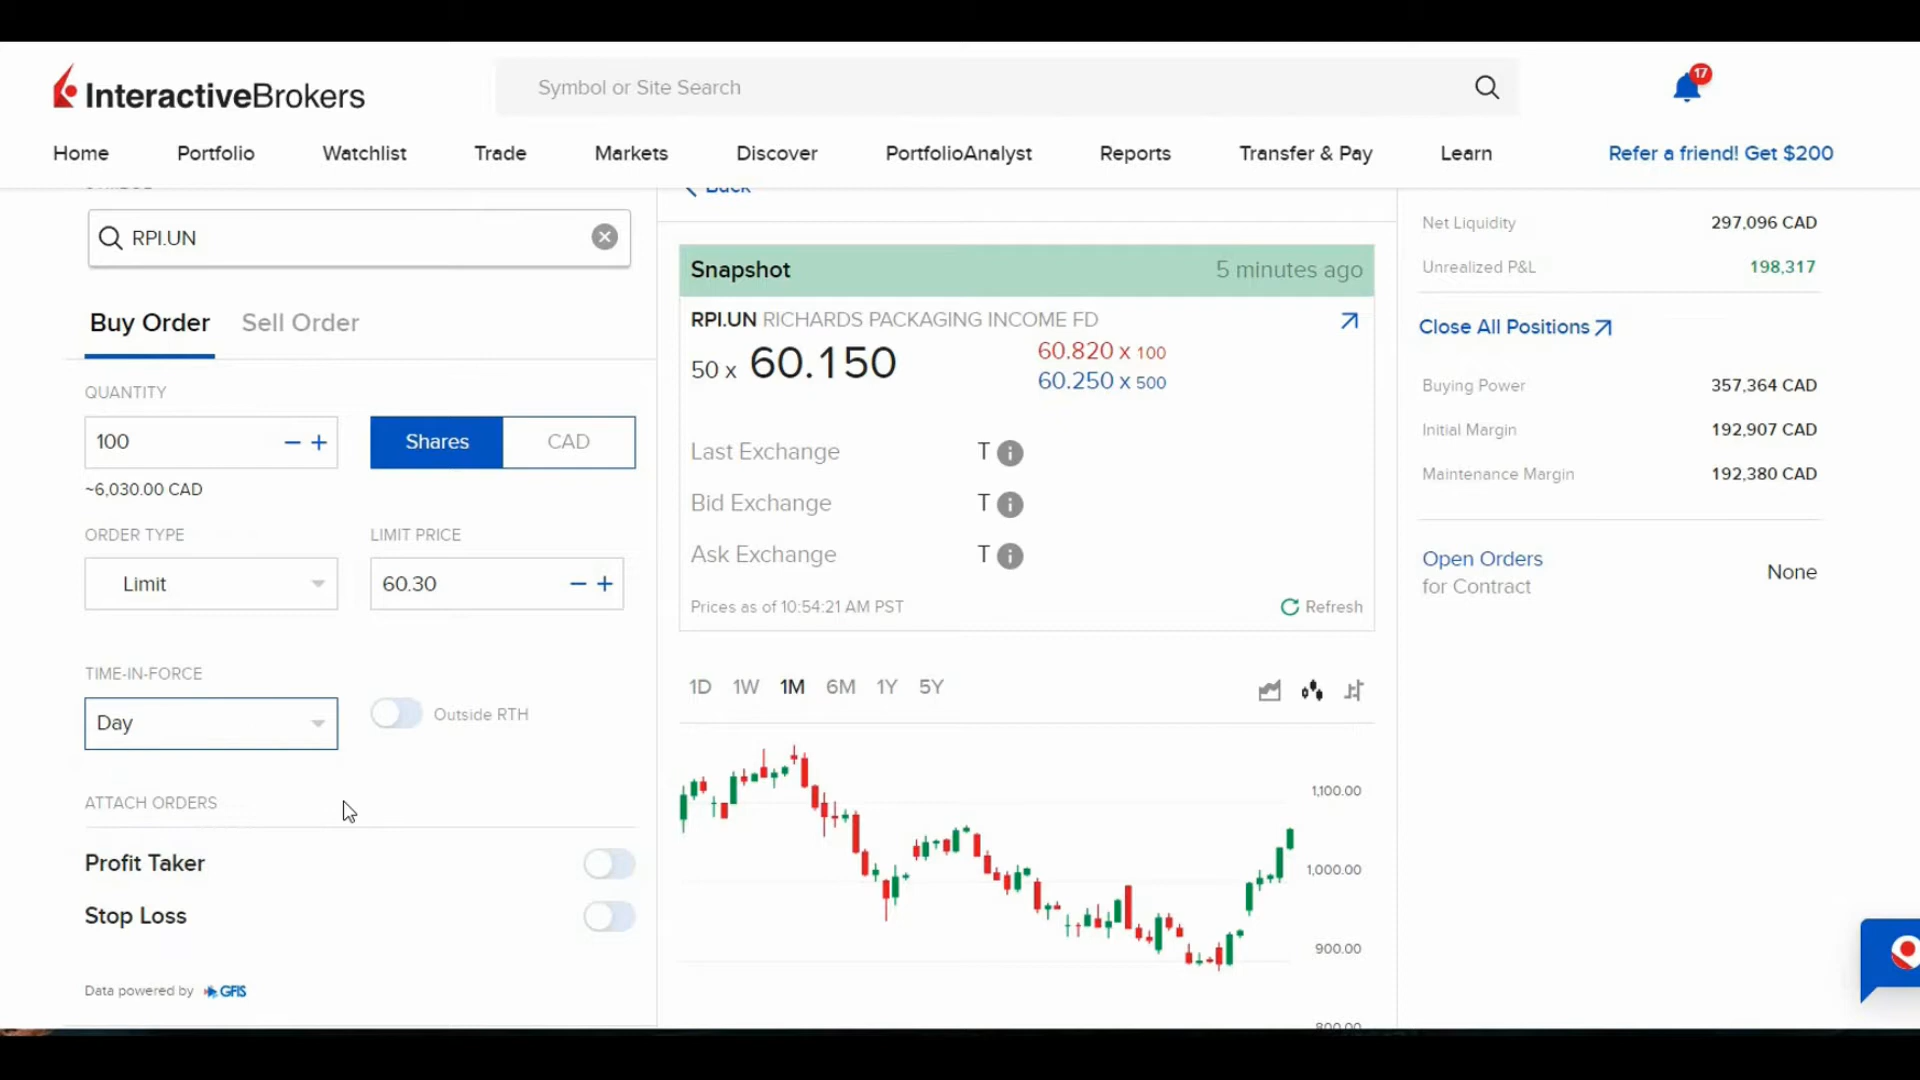 InteractiveBrokers
Symbol or Site Search
17
Home Portfolio Watchlist Trade Markets Discover PortfolioAnalyst Reports Transfer & Pay Learn Refer a friend! Get $200
RPI.UN
Buy Order Sell Order
QUANTITY
100
Shares CAD
~6,030.00 CAD
ORDER TYPE
LIMIT PRICE
Limit
60.30
TIME-IN-FORCE
Day
Outside RTH
ATTACH ORDERS
Profit Taker
Stop Loss
Data powered by GFIS
Back
Snapshot 5 minutes ago
RPI.UN RICHARDS PACKAGING INCOME FD
50 x 60.150
60.820 x 100
60.250 x 500
Last Exchange T
Bid Exchange T
Ask Exchange T
Prices as of 10:54:21 AM PST Refresh
1D 1W 1M 6M 1Y 5Y
1,100.00
1,000.00
900.00
800.00
Net Liquidity 297,096 CAD
Unrealized P&L 198,317
Close All Positions
Buying Power 357,364 CAD
Initial Margin 192,907 CAD
Maintenance Margin 192,380 CAD
Open Orders
for Contract
None